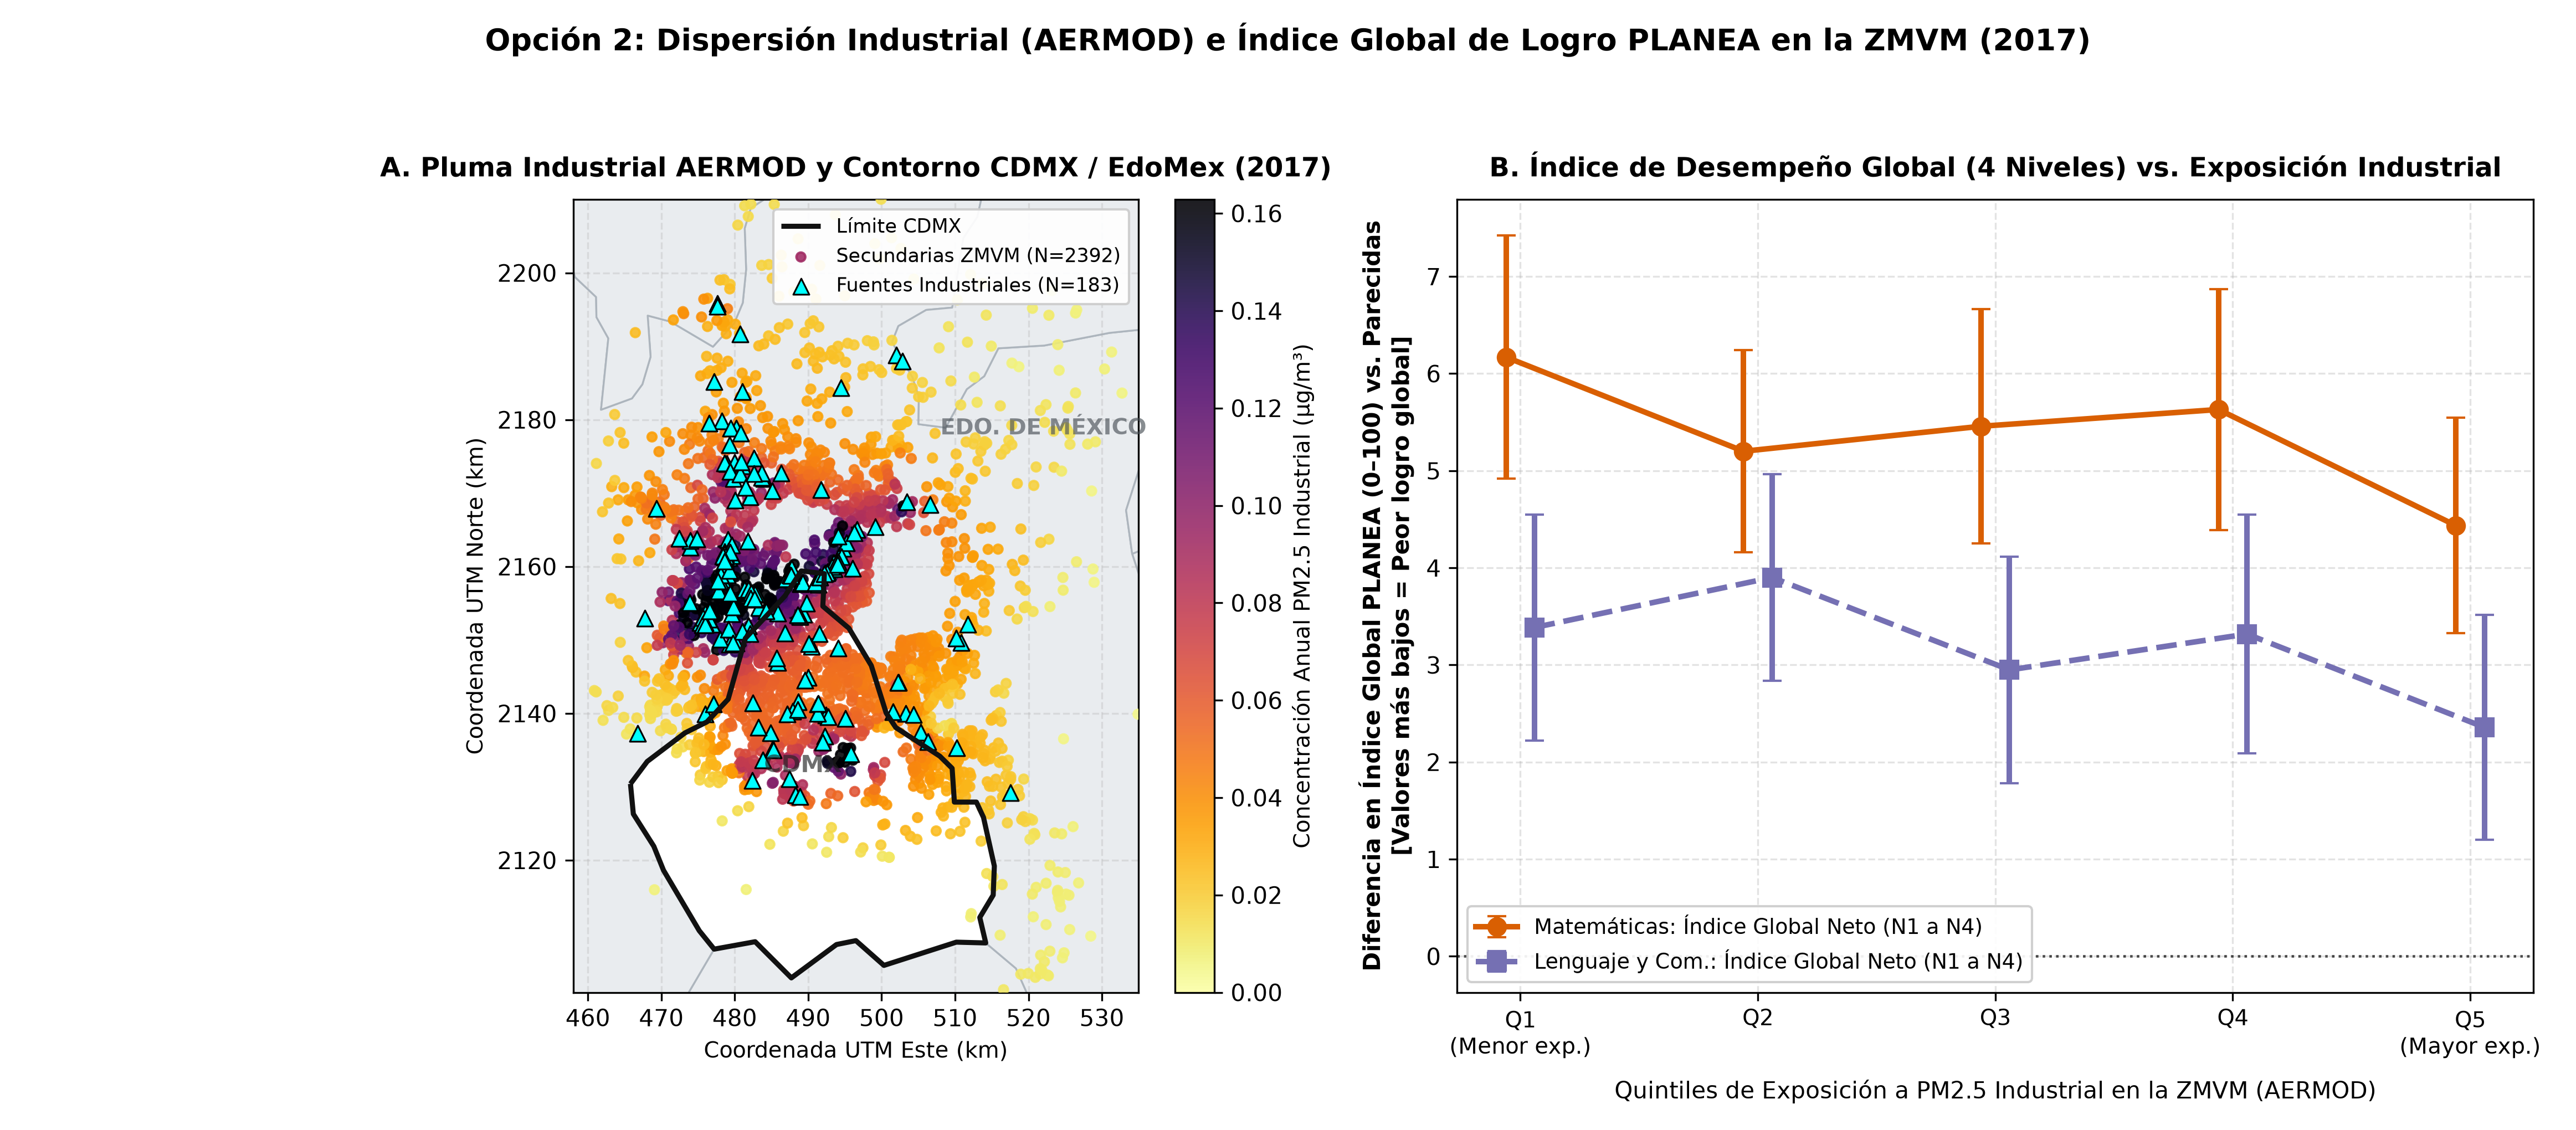 Opción 2: Dispersión Industrial (AERMOD) e Índice Global de Logro PLANEA en la ZMVM (2017)
A. Pluma Industrial AERMOD y Contorno CDMX / EdoMex (2017)
Límite CDMX
Secundarias ZMVM (N=2392)
Fuentes Industriales (N=183)
EDO. DE MÉXICO
CDMX
2200
2180
2160
2140
2120
Coordenada UTM Norte (km)
460 470 480 490 500 510 520 530
Coordenada UTM Este (km)
0.16
0.14
0.12
0.10
0.08
0.06
0.04
0.02
0.00
Concentración Anual PM2.5 Industrial (µg/m³)
B. Índice de Desempeño Global (4 Niveles) vs. Exposición Industrial
Diferencia en Índice Global PLANEA (0–100) vs. Parecidas
[Valores más bajos = Peor logro global]
7
6
5
4
3
2
1
0
Matemáticas: Índice Global Neto (N1 a N4)
Lenguaje y Com.: Índice Global Neto (N1 a N4)
Q1 Q2 Q3 Q4 Q5
(Menor exp.) (Mayor exp.)
Quintiles de Exposición a PM2.5 Industrial en la ZMVM (AERMOD)